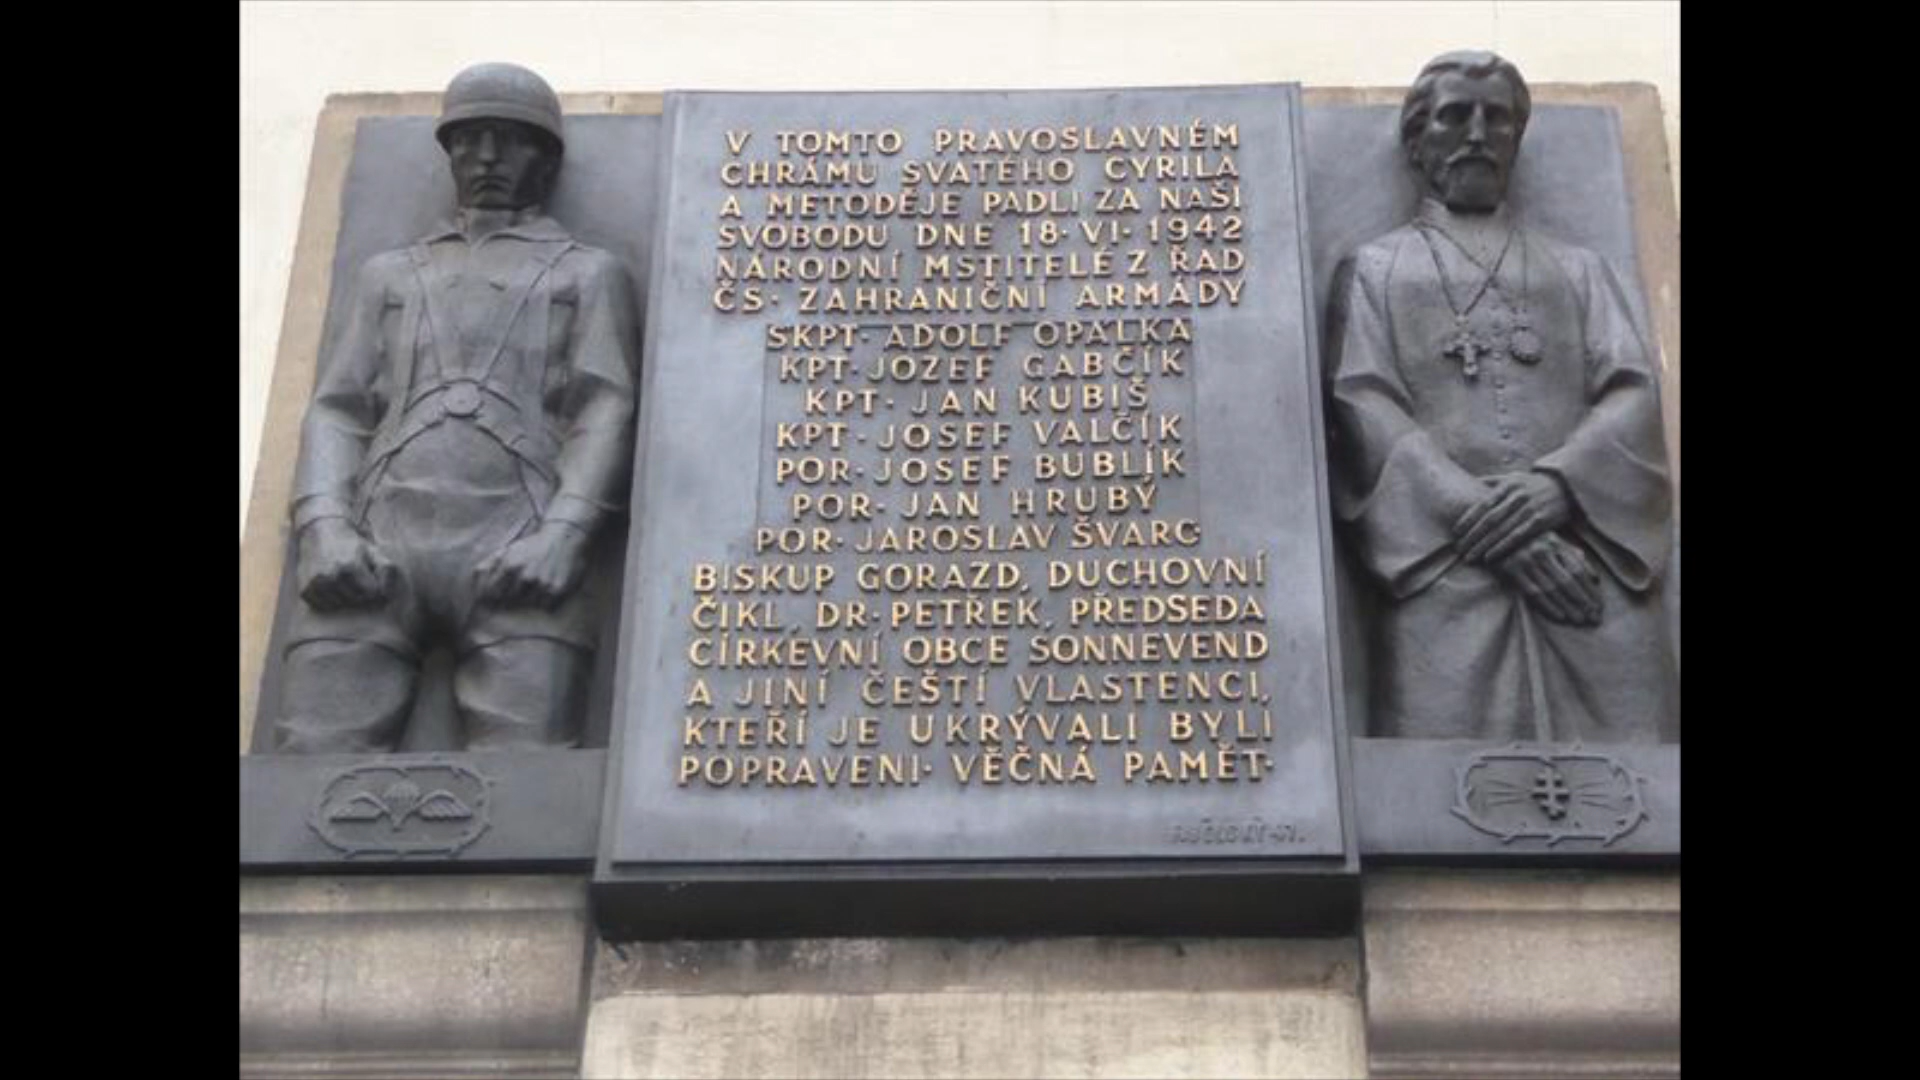 V TOMTO PRAVOSLAVNÉM
CHRÁMU SVATÉHO CYRILA
A METODĚJE PADLI ZA NAŠI
SVOBODU DNE 18·VI·1942
NÁRODNÍ MSTITELÉ Z ŘAD
ČS· ZAHRANIČNÍ ARMÁDY
SKPT· ADOLF OPÁLKA
KPT· JOZEF GABČÍK
KPT· JAN KUBIŠ
KPT· JOSEF VALČÍK
POR· JOSEF BUBLÍK
POR· JAN HRUBÝ
POR· JAROSLAV ŠVARC·
BISKUP GORAZD, DUCHOVNÍ
ČIKL, DR· PETŘEK, PŘEDSEDA
CÍRKEVNÍ OBCE SONNEVEND
A JINÍ ČEŠTÍ VLASTENCI,
KTEŘÍ JE UKRÝVALI BYLI
POPRAVENI· VĚČNÁ PAMĚT·